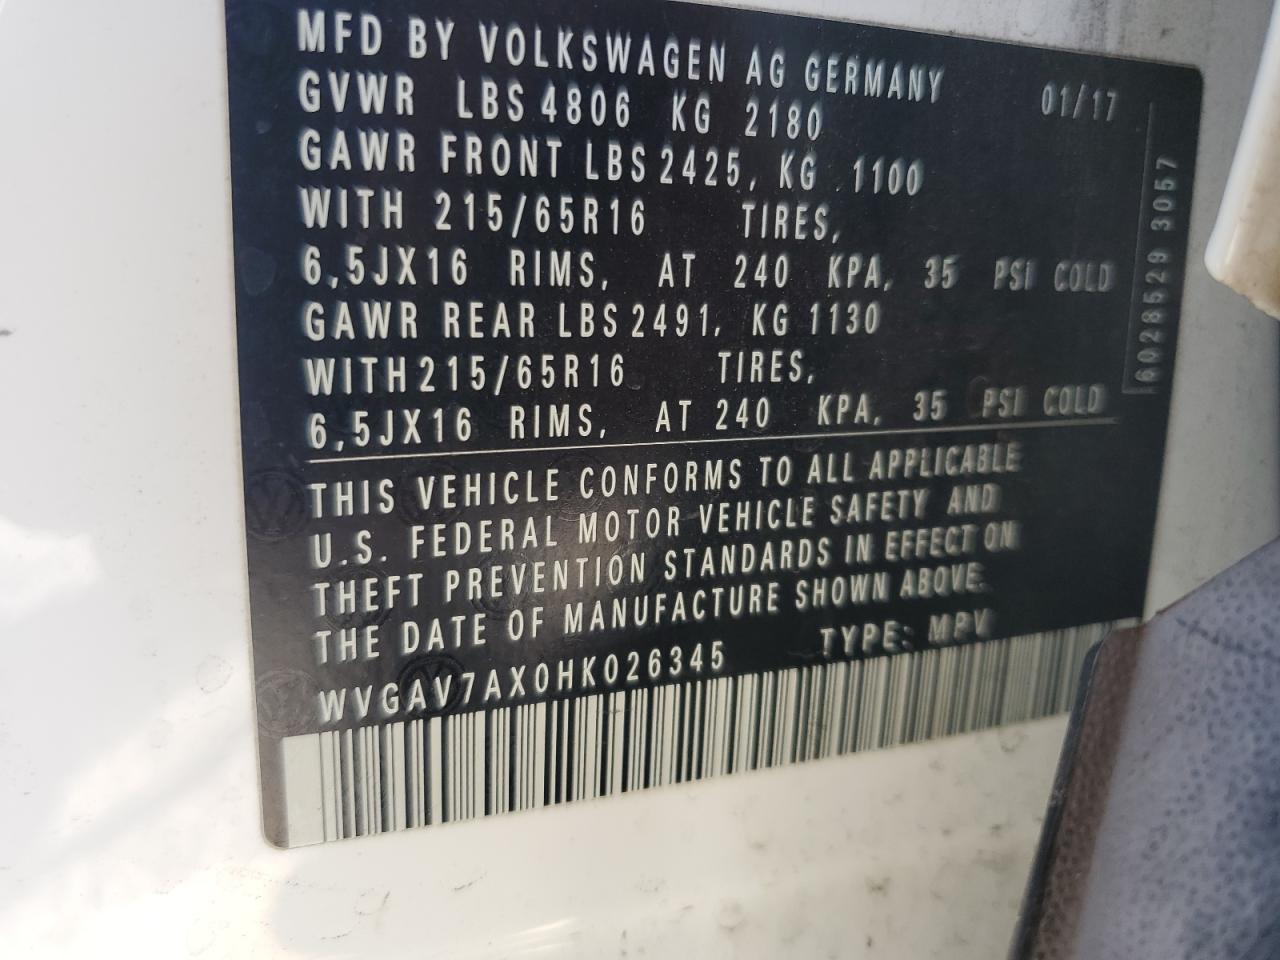 MFD BY VOLKSWAGEN AG GERMANY 01/17
GVWR LBS 4806 KG 2180
GAWR FRONT LBS 2425, KG 1100
WITH 215/65R16 TIRES,
6,5JX16 RIMS, AT 240 KPA, 35 PSI COLD
GAWR REAR LBS 2491, KG 1130
WITH 215/65R16 TIRES,
6,5JX16 RIMS, AT 240 KPA, 35 PSI COLD
THIS VEHICLE CONFORMS TO ALL APPLICABLE
U.S. FEDERAL MOTOR VEHICLE SAFETY AND
THEFT PREVENTION STANDARDS IN EFFECT ON
THE DATE OF MANUFACTURE SHOWN ABOVE.
WVGAV7AX0HK026345 TYPE: MPV
6028529 3057